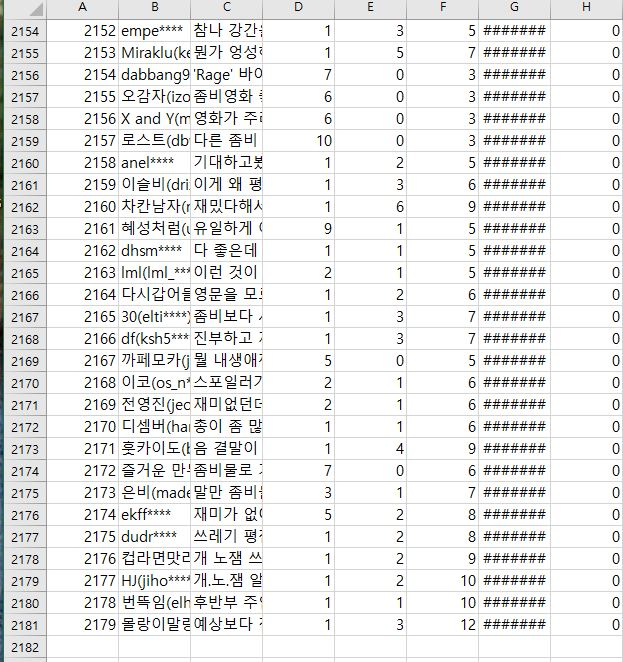 A B C D E F G H
2154 2152 empe**** 참나 강간을 1 3 5 ####### 0
2155 2153 Miraklu(ke 뭔가 엉성한 1 5 7 ####### 0
2156 2154 dabbang9 'Rage' 바이 7 0 3 ####### 0
2157 2155 오감자(izo 좀비영화 6 0 3 ####### 0
2158 2156 X and Y(m 영화가 주는 6 0 3 ####### 0
2159 2157 로스트(db 다른 좀비 10 0 3 ####### 0
2160 2158 anel**** 기대하고봤 1 2 5 ####### 0
2161 2159 이슬비(dri 이게 왜 평 1 3 6 ####### 0
2162 2160 차칸남자(r 재밌다해서 1 6 9 ####### 0
2163 2161 혜성처럼(u 유일하게 9 1 5 ####### 0
2164 2162 dhsm**** 다 좋은데 1 1 5 ####### 0
2165 2163 lml(lml_*** 이런 것이 2 1 5 ####### 0
2166 2164 다시갑어들 영문을 모르 1 2 6 ####### 0
2167 2165 30(elti****) 좀비보다 1 3 7 ####### 0
2168 2166 df(ksh5*** 진부하고 1 3 7 ####### 0
2169 2167 까페모카(j 뭘 내생애 5 0 5 ####### 0
2170 2168 이코(os_n* 스포일러 2 1 6 ####### 0
2171 2169 전영진(jeo 재미없던데 2 1 6 ####### 0
2172 2170 디셈버(har 총이 좀 많 1 1 6 ####### 0
2173 2171 훗카이도(b 음 결말이 1 4 9 ####### 0
2174 2172 즐거운 만 좀비물로 7 0 6 ####### 0
2175 2173 은비(made 말만 좀비 3 1 7 ####### 0
2176 2174 ekff**** 재미가 없 5 2 8 ####### 0
2177 2175 dudr**** 쓰레기 평점 1 2 8 ####### 0
2178 2176 컵라면맛 개 노잼 쓰 1 2 9 ####### 0
2179 2177 HJ(jiho**** 개.노.잼 알 1 2 10 ####### 0
2180 2178 번뜩임(elh 후반부 주인 1 1 10 ####### 0
2181 2179 몰랑이말랑 예상보다 1 3 12 ####### 0
2182